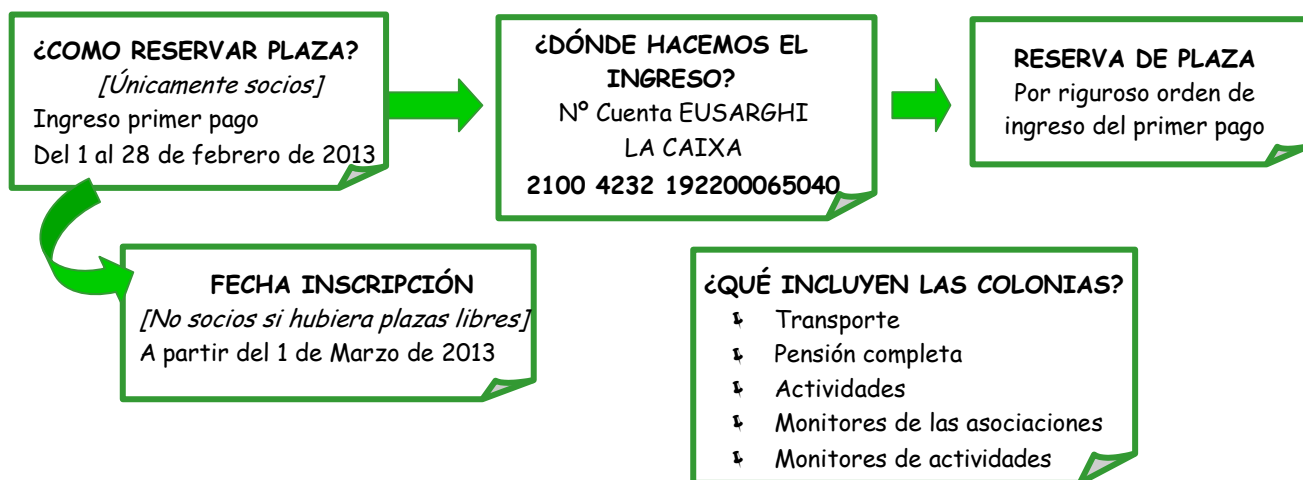 ¿COMO RESERVAR PLAZA?
[Únicamente socios]
Ingreso primer pago
Del 1 al 28 de febrero de 2013
¿DÓNDE HACEMOS EL
INGRESO?
Nº Cuenta EUSARGHI
LA CAIXA
2100 4232 192200065040
RESERVA DE PLAZA
Por riguroso orden de
ingreso del primer pago
FECHA INSCRIPCIÓN
[No socios si hubiera plazas libres]
A partir del 1 de Marzo de 2013
¿QUÉ INCLUYEN LAS COLONIAS?
Transporte
Pensión completa
Actividades
Monitores de las asociaciones
Monitores de actividades